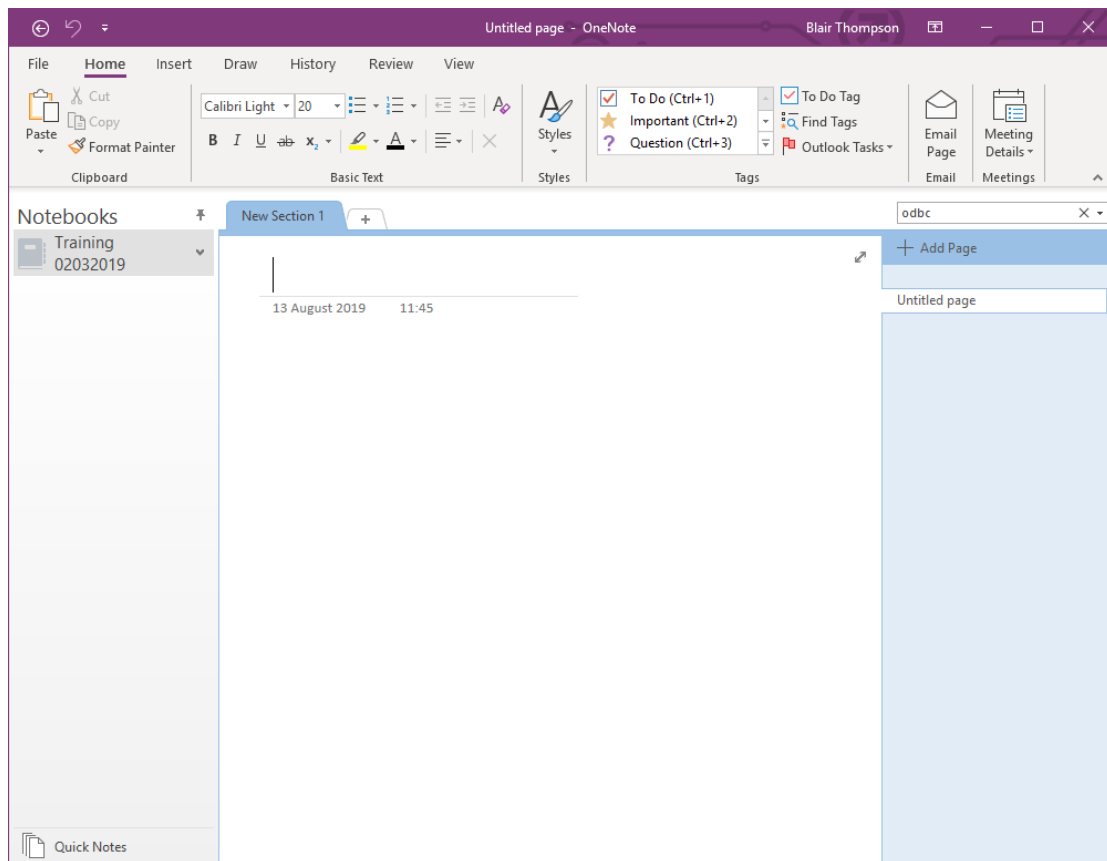 Untitled page - OneNote
Blair Thompson
File Home Insert Draw History Review View
Paste
Cut
Copy
Format Painter
Clipboard
Calibri Light 20
B I U ab x2 A
Basic Text
Styles
Styles
To Do (Ctrl+1)
Important (Ctrl+2)
Question (Ctrl+3)
To Do Tag
Find Tags
Outlook Tasks
Tags
Email
Page
Email
Meeting
Details
Meetings
Notebooks
Training
02032019
New Section 1
odbc
Add Page
Untitled page
13 August 2019 11:45
Quick Notes